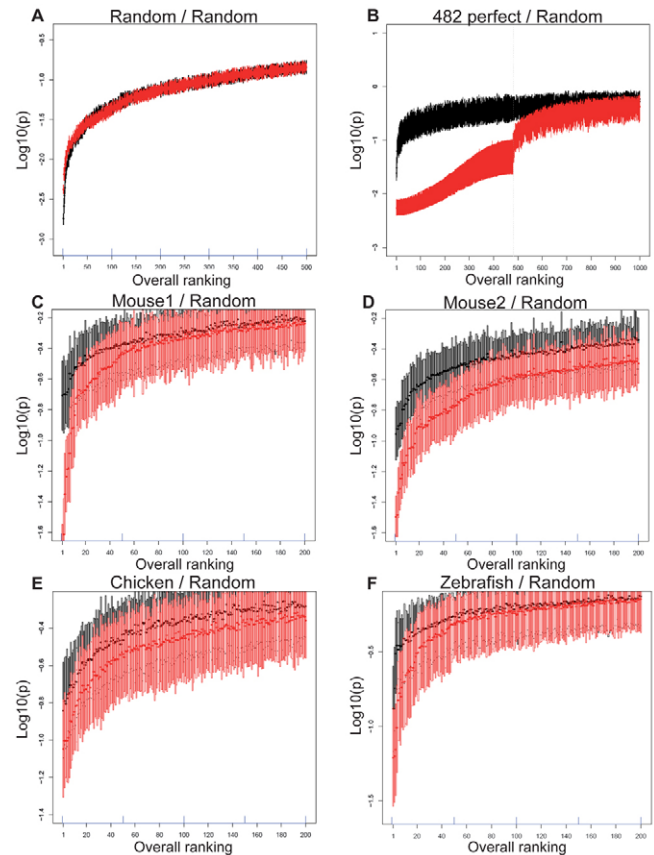 A
Random / Random
Log10(p)
-0.5
-1.0
-1.5
-2.0
-2.5
-3.0
1 50 100 150 200 250 300 350 400 450 500
Overall ranking
B
482 perfect / Random
Log10(p)
1
0
-1
-2
-3
1 100 200 300 400 500 600 700 800 900 1000
Overall ranking
C
Mouse1 / Random
Log10(p)
-0.2
-0.4
-0.6
-0.8
-1.0
-1.2
-1.4
-1.6
1 20 40 60 80 100 120 140 160 180 200
Overall ranking
D
Mouse2 / Random
Log10(p)
-0.2
-0.4
-0.6
-0.8
-1.0
-1.2
-1.4
-1.6
1 20 40 60 80 100 120 140 160 180 200
Overall ranking
E
Chicken / Random
Log10(p)
-0.4
-0.6
-0.8
-1.0
-1.2
-1.4
1 20 40 60 80 100 120 140 160 180 200
Overall ranking
F
Zebrafish / Random
Log10(p)
-0.5
-1.0
-1.5
1 20 40 60 80 100 120 140 160 180 200
Overall ranking